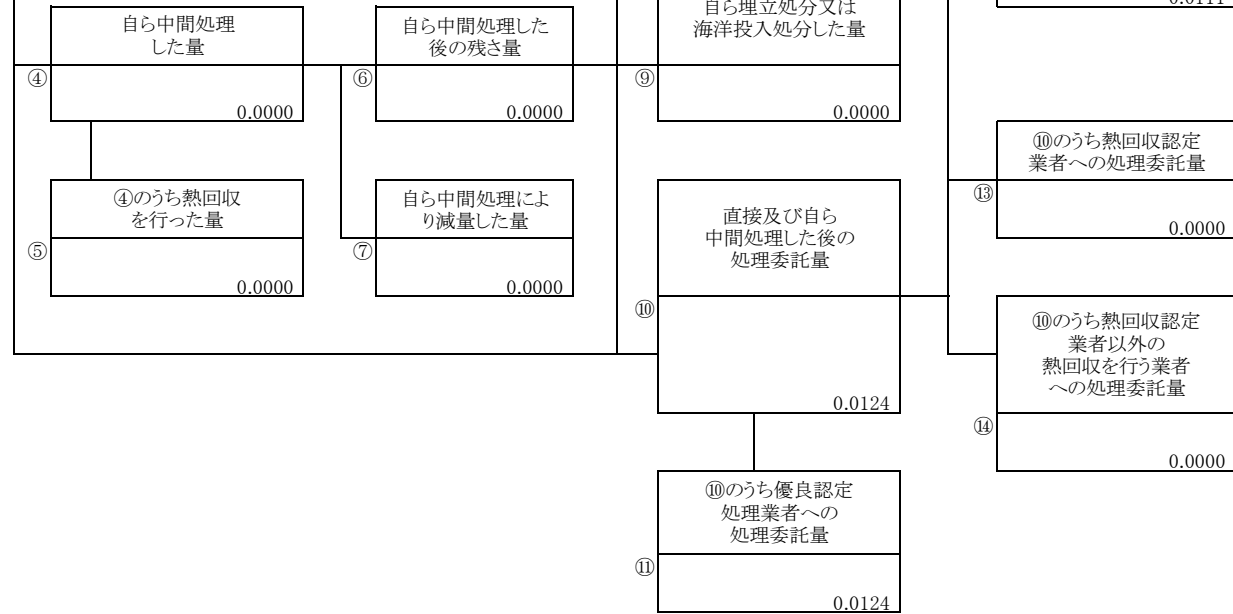 自ら中間処理
した量
④
0.0000
自ら中間処理した
後の残さ量
⑥
0.0000
自ら埋立処分又は
海洋投入処分した量
⑨
0.0000
④のうち熱回収
を行った量
⑤
0.0000
自ら中間処理によ
り減量した量
⑦
0.0000
直接及び自ら
中間処理した後の
処理委託量
⑩
0.0124
⑩のうち優良認定
処理業者への
処理委託量
⑪
0.0124
⑩のうち熱回収認定
業者への処理委託量
⑬
0.0000
⑩のうち熱回収認定
業者以外の
熱回収を行う業者
への処理委託量
⑭
0.0000